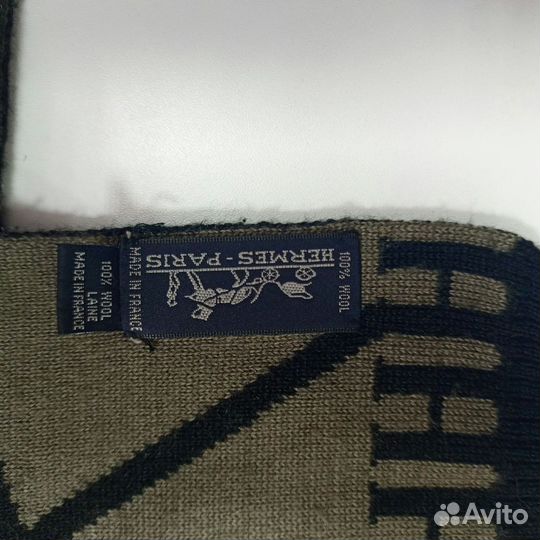 HERMES-PARIS
MADE IN FRANCE
100% WOOL
100% WOOL
LAINE
MADE IN FRANCE
Avito